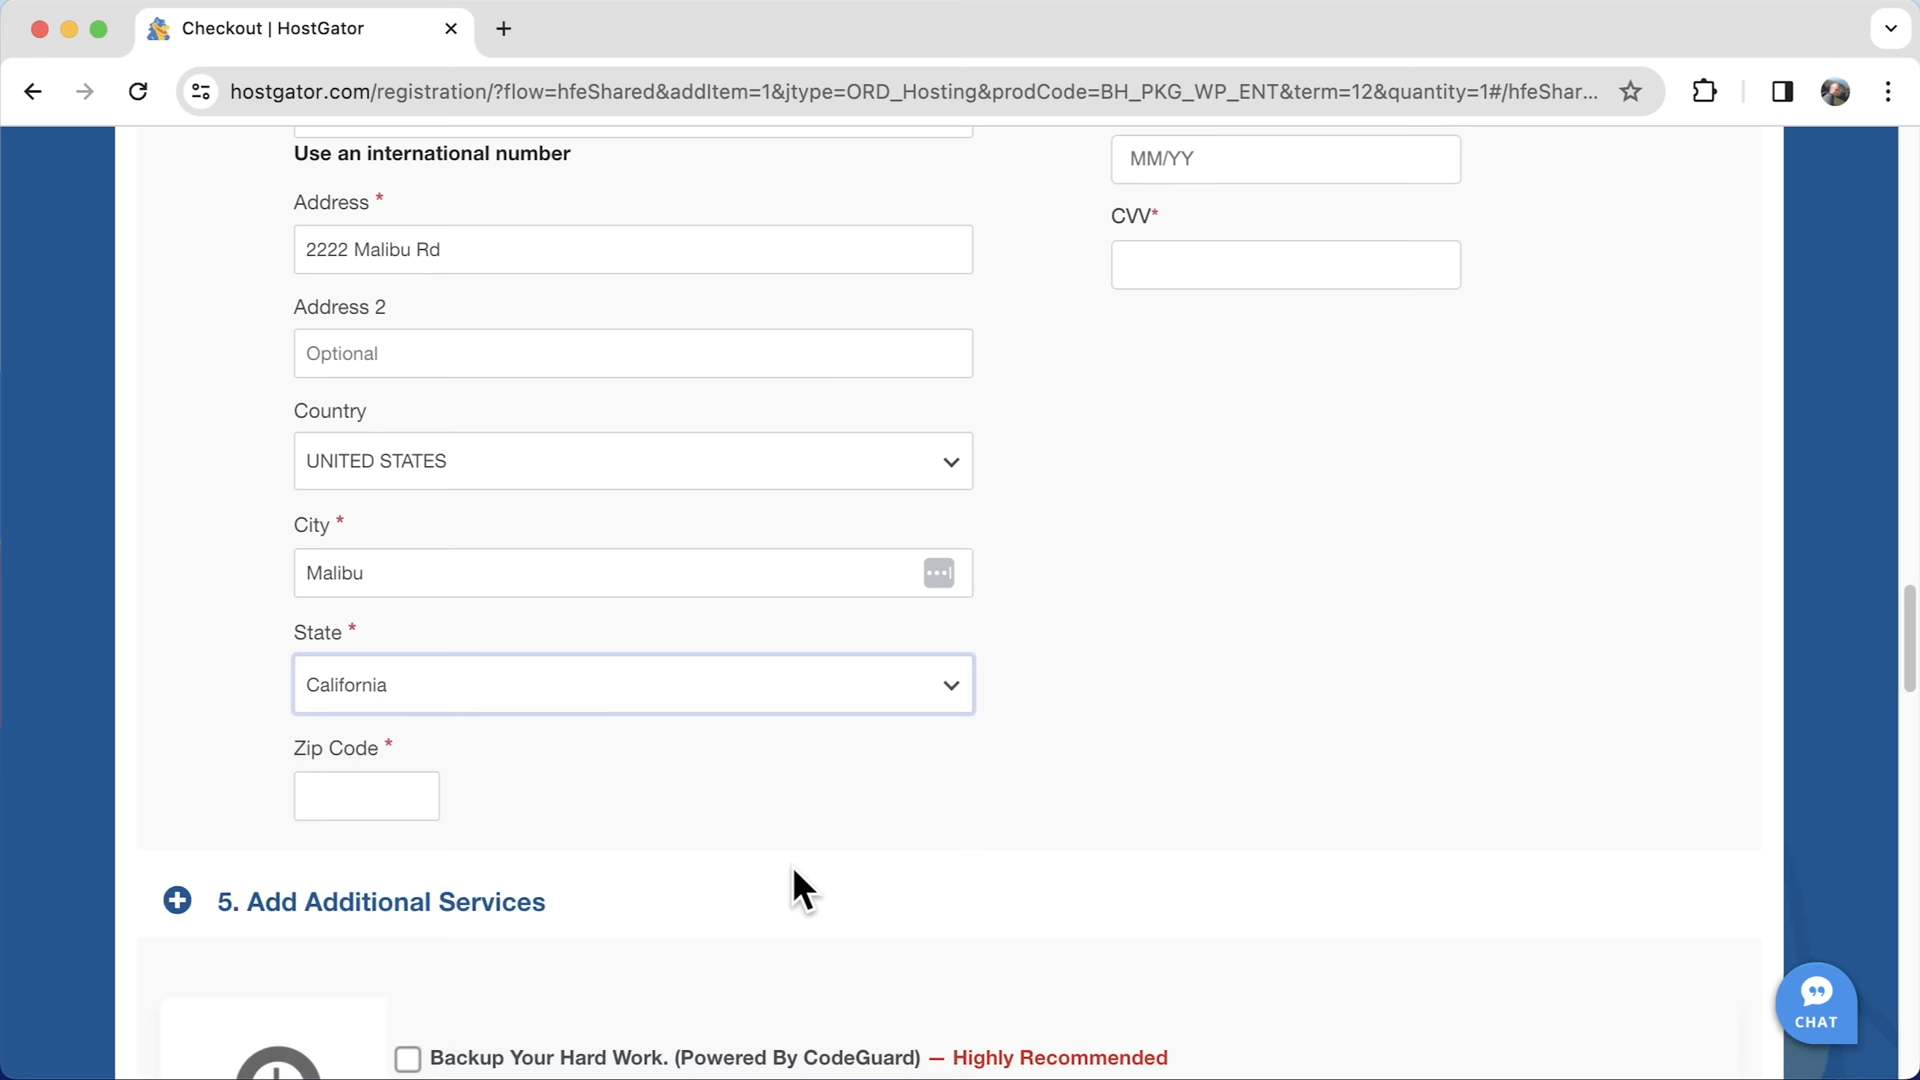 Checkout | HostGator
hostgator.com/registration/?flow=hfeShared&addItem=1&jtype=ORD_Hosting&prodCode=BH_PKG_WP_ENT&term=12&quantity=1#/hfeShar...
Use an international number
MM/YY
Address *
CVV*
2222 Malibu Rd
Address 2
Optional
Country
UNITED STATES
City *
Malibu
State *
California
Zip Code *
5. Add Additional Services
CHAT
Backup Your Hard Work. (Powered By CodeGuard) — Highly Recommended